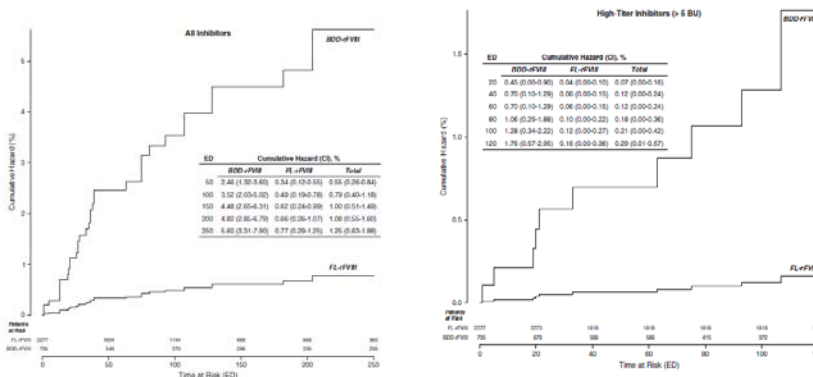 All Inhibitors
BDD-rFVIII
5
4
3
2
1
0
Cumulative Hazard (%)
ED Cumulative Hazard (CI), %
BDD-rFVIII FL-rFVIII Total
50 2.46 (1.32-3.60) 0.34 (0.12-0.55) 0.55 (0.26-0.84)
100 3.52 (2.03-5.02) 0.49 (0.19-0.78) 0.79 (0.40-1.18)
150 4.48 (2.65-6.31) 0.62 (0.24-0.99) 1.00 (0.51-1.49)
200 4.82 (2.85-6.79) 0.66 (0.26-1.07) 1.08 (0.55-1.60)
250 5.60 (3.31-7.90) 0.77 (0.29-1.25) 1.25 (0.63-1.88)
FL-rFVIII
Patients
at Risk
FL-rFVIII 2277
BDD-rFVIII
0 50 100 150 200 250
Time at Risk (ED)
High-Titer Inhibitors (> 5 BU)
BDD-rFVIII
1.5
1.0
0.5
0.0
Cumulative Hazard (%)
ED Cumulative Hazard (CI), %
BDD-rFVIII FL-rFVIII Total
20 0.45 (0.00-0.90) 0.04 (0.00-0.10) 0.07 (0.00-0.16)
40 0.70 (0.10-1.29) 0.06 (0.00-0.15) 0.12 (0.00-0.24)
60 0.70 (0.10-1.29) 0.06 (0.00-0.15) 0.12 (0.00-0.24)
80 1.06 (0.25-1.88) 0.10 (0.00-0.22) 0.18 (0.00-0.36)
100 1.28 (0.34-2.22) 0.12 (0.00-0.27) 0.21 (0.00-0.42)
120 1.76 (0.57-2.95) 0.16 (0.00-0.36) 0.29 (0.01-0.57)
FL-rFVIII
Patients
at Risk
FL-rFVIII 2277 2273
BDD-rFVIII
0 20 40 60 80 100
Time at Risk (ED)